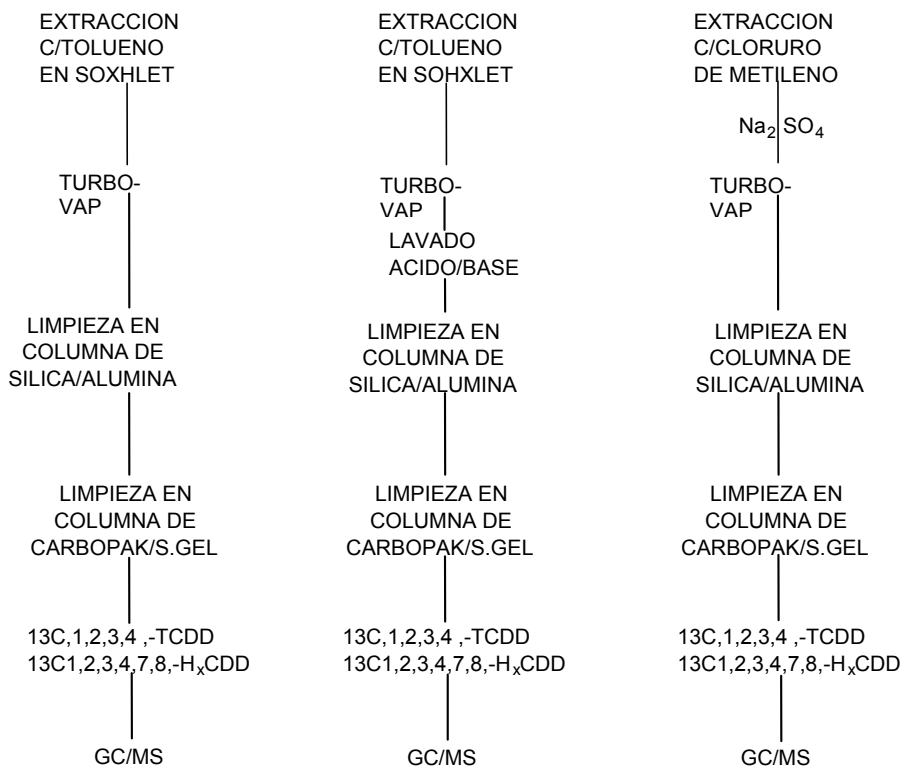 EXTRACCION
C/TOLUENO
EN SOXHLET
TURBO-
VAP
LIMPIEZA EN
COLUMNA DE
SILICA/ALUMINA
LIMPIEZA EN
COLUMNA DE
CARBOPAK/S.GEL
13C,1,2,3,4 ,-TCDD
13C1,2,3,4,7,8,-HxCDD
GC/MS
EXTRACCION
C/TOLUENO
EN SOHXLET
TURBO-
VAP
LAVADO
ACIDO/BASE
LIMPIEZA EN
COLUMNA DE
SILICA/ALUMINA
LIMPIEZA EN
COLUMNA DE
CARBOPAK/S.GEL
13C,1,2,3,4 ,-TCDD
13C1,2,3,4,7,8,-HxCDD
GC/MS
EXTRACCION
C/CLORURO
DE METILENO
Na2 SO4
TURBO-
VAP
LIMPIEZA EN
COLUMNA DE
SILICA/ALUMINA
LIMPIEZA EN
COLUMNA DE
CARBOPAK/S.GEL
13C,1,2,3,4 ,-TCDD
13C1,2,3,4,7,8,-HxCDD
GC/MS